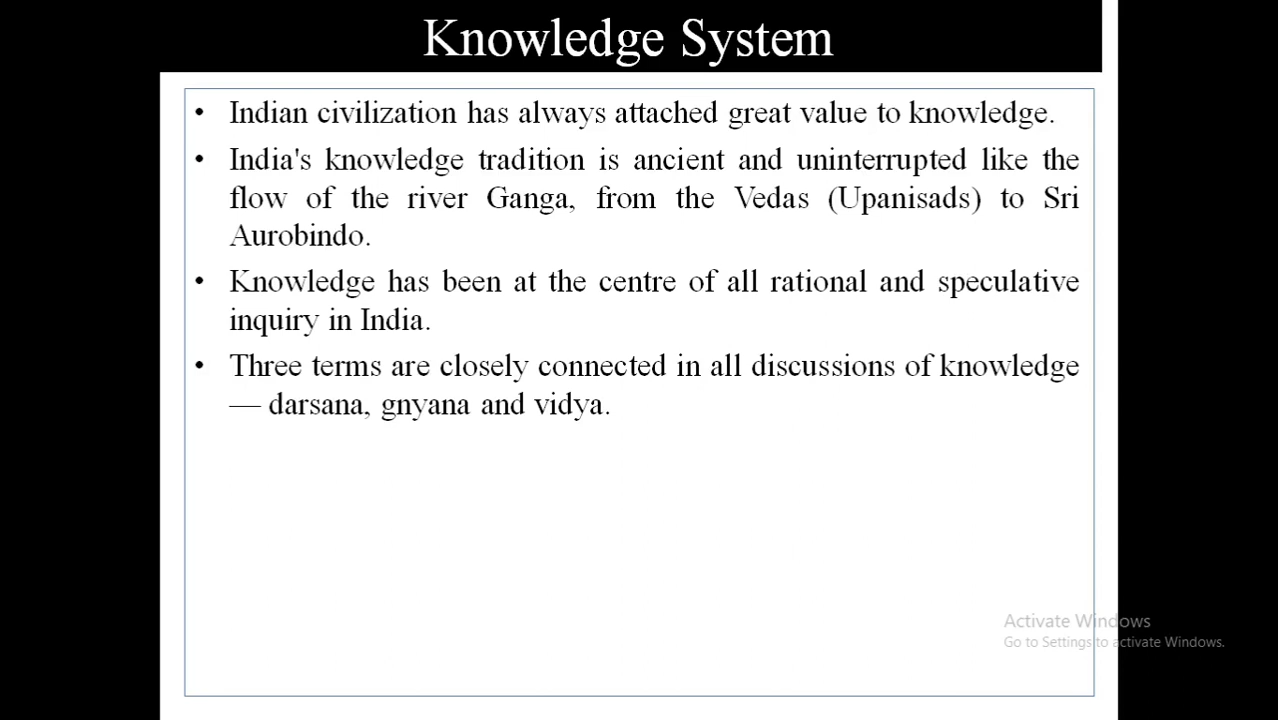 Knowledge System
• Indian civilization has always attached great value to knowledge.
• India's knowledge tradition is ancient and uninterrupted like the
flow of the river Ganga, from the Vedas (Upanisads) to Sri
Aurobindo.
• Knowledge has been at the centre of all rational and speculative
inquiry in India.
• Three terms are closely connected in all discussions of knowledge
— darsana, gnyana and vidya.
Activate Windows
Go to Settings to activate Windows.